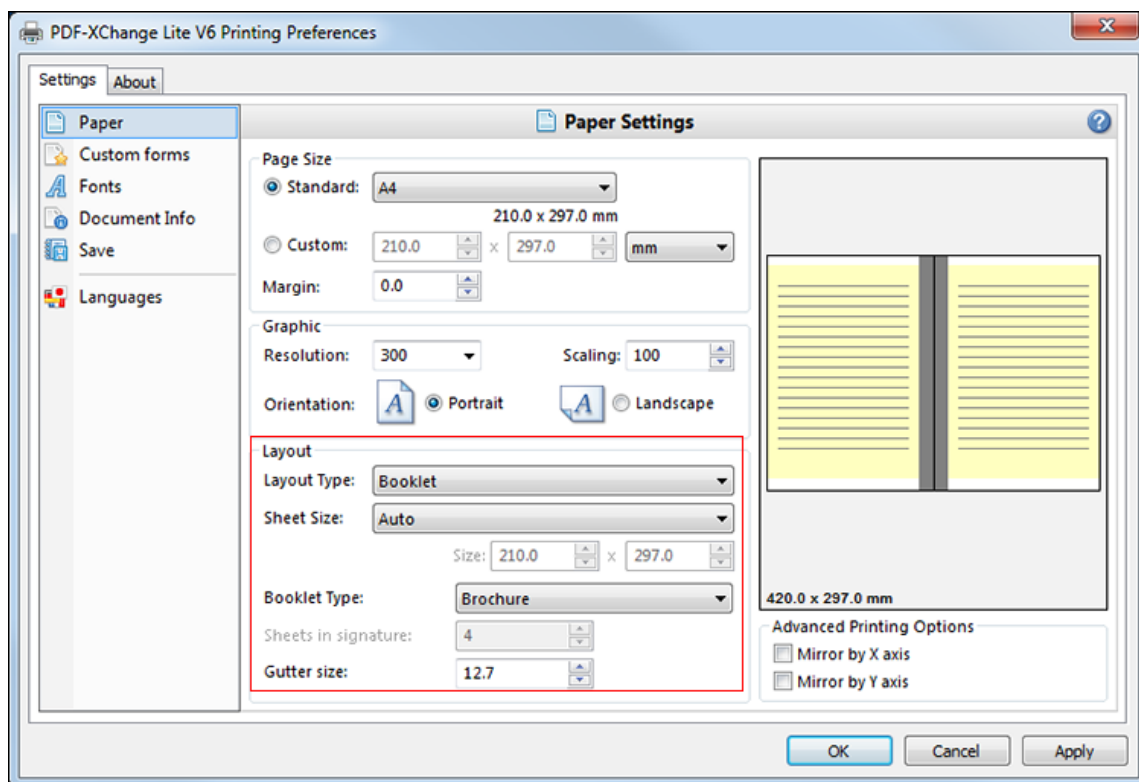 PDF-XChange Lite V6 Printing Preferences
Settings About
Paper
Custom forms
Fonts
Document Info
Save
Languages
Paper Settings
Page Size
Standard: A4
210.0 x 297.0 mm
Custom: 210.0 x 297.0 mm
Margin: 0.0
Graphic
Resolution: 300 Scaling: 100
Orientation: A Portrait A Landscape
Layout
Layout Type: Booklet
Sheet Size: Auto
Size: 210.0 x 297.0
Booklet Type: Brochure
Sheets in signature: 4
Gutter size: 12.7
420.0 x 297.0 mm
Advanced Printing Options
Mirror by X axis
Mirror by Y axis
OK Cancel Apply